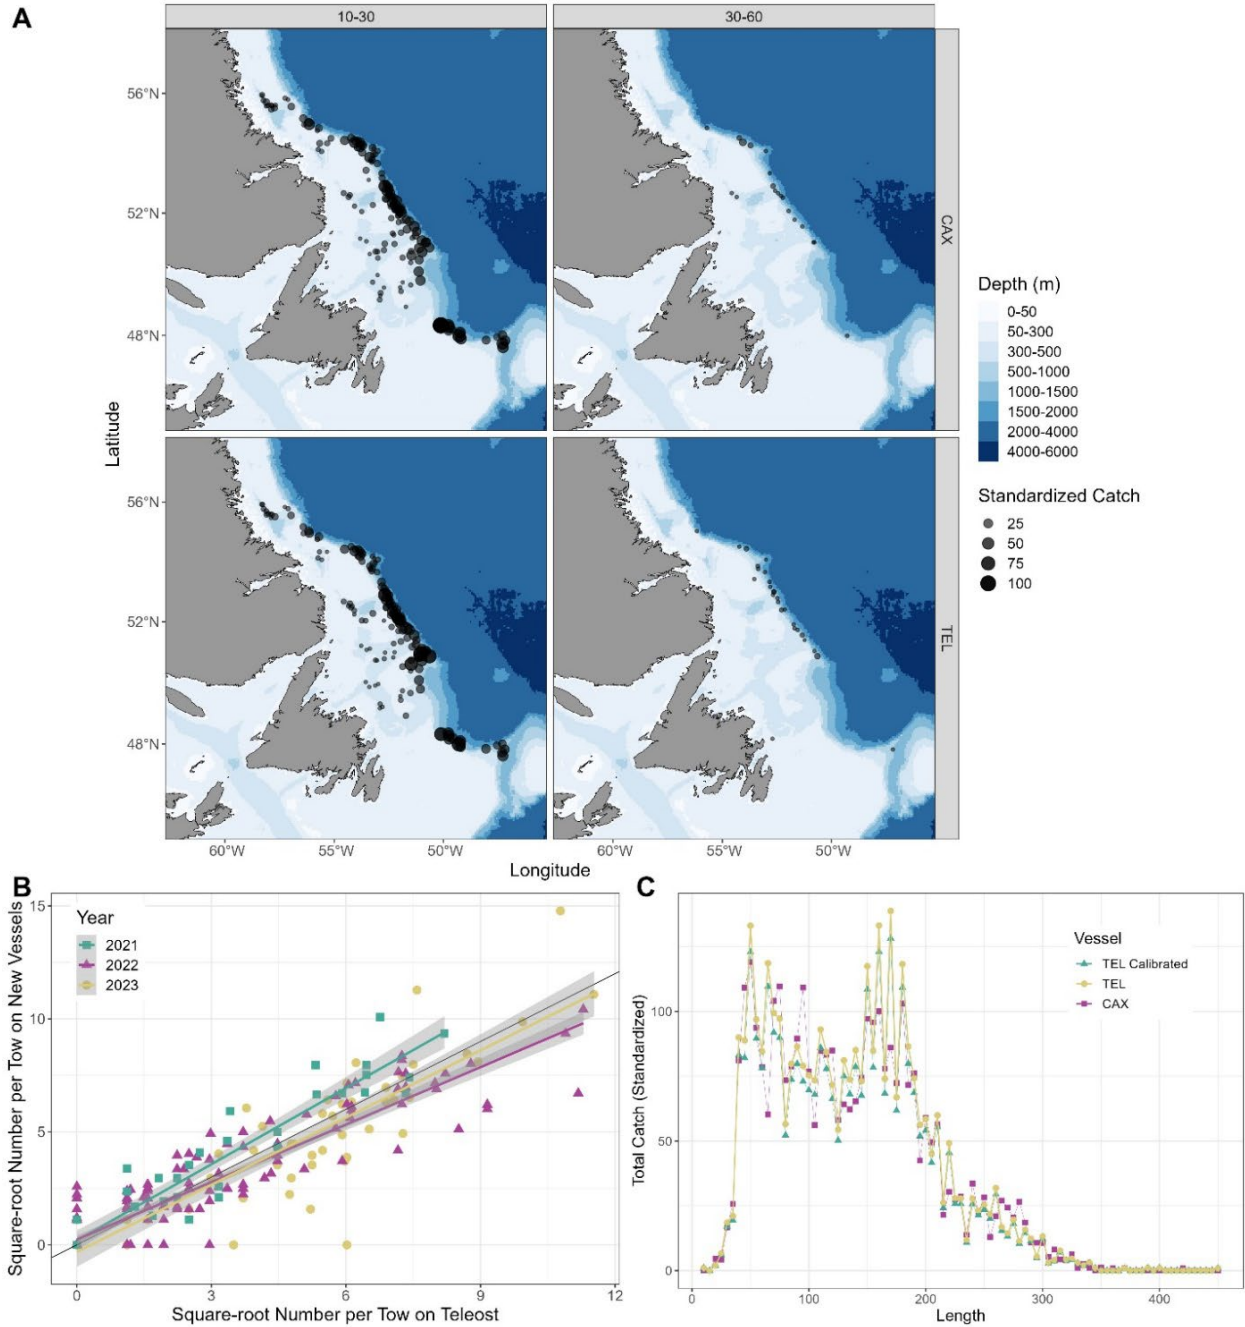 A
10-30
30-60
56°N
52°N
48°N
CAX
Latitude
56°N
52°N
48°N
TEL
60°W
55°W
50°W
60°W
55°W
50°W
Longitude
Depth (m)
0-50
50-300
300-500
500-1000
1000-1500
1500-2000
2000-4000
4000-6000
Standardized Catch
25
50
75
100
B
Square-root Number per Tow on New Vessels
15
10
5
0
Year
2021
2022
2023
0
3
6
9
12
Square-root Number per Tow on Teleost
C
Total Catch (Standardized)
100
50
0
Vessel
TEL Calibrated
TEL
CAX
0
100
200
300
400
Length